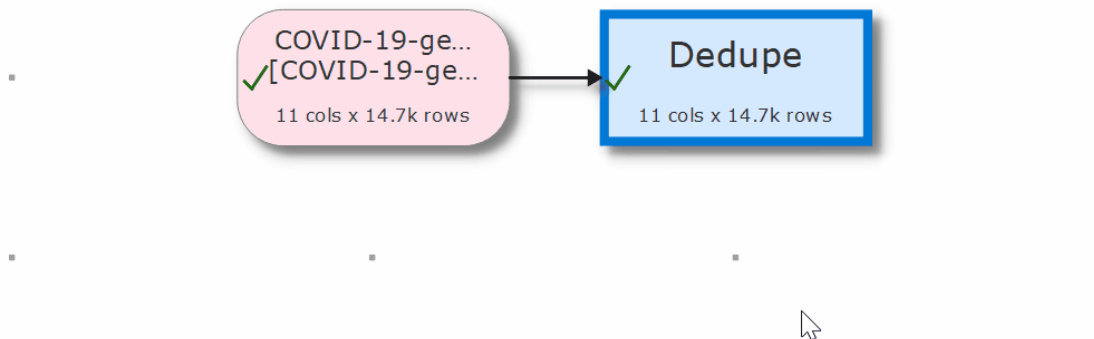 COVID-19-ge...
[COVID-19-ge...
11 cols x 14.7k rows
Dedupe
11 cols x 14.7k rows